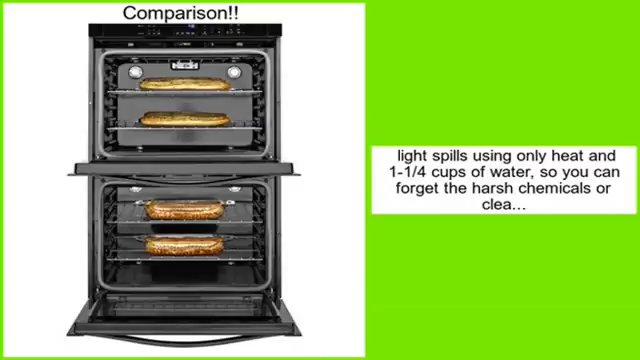 Comparison!!
light spills using only heat and
1-1/4 cups of water, so you can
forget the harsh chemicals or
clea...